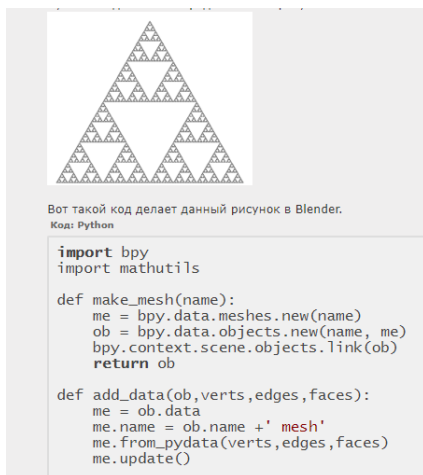 Вот такой код делает данный рисунок в Blender.
Код: Python
import bpy
import mathutils
def make_mesh(name):
me = bpy.data.meshes.new(name)
ob = bpy.data.objects.new(name, me)
bpy.context.scene.objects.link(ob)
return ob
def add_data(ob,verts,edges,faces):
me = ob.data
me.name = ob.name +' mesh'
me.from_pydata(verts,edges,faces)
me.update()